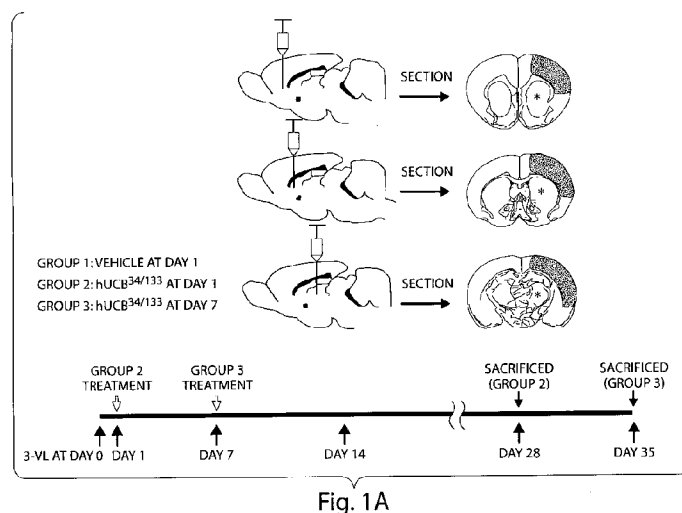 SECTION
SECTION
SECTION
GROUP 1: VEHICLE AT DAY 1
GROUP 2: hUCB34/133 AT DAY 1
GROUP 3: hUCB34/133 AT DAY 7
GROUP 2
TREATMENT
GROUP 3
TREATMENT
SACRIFICED
(GROUP 2)
SACRIFICED
(GROUP 3)
3-VL AT DAY 0
DAY 1
DAY 7
DAY 14
DAY 28
DAY 35
Fig. 1A